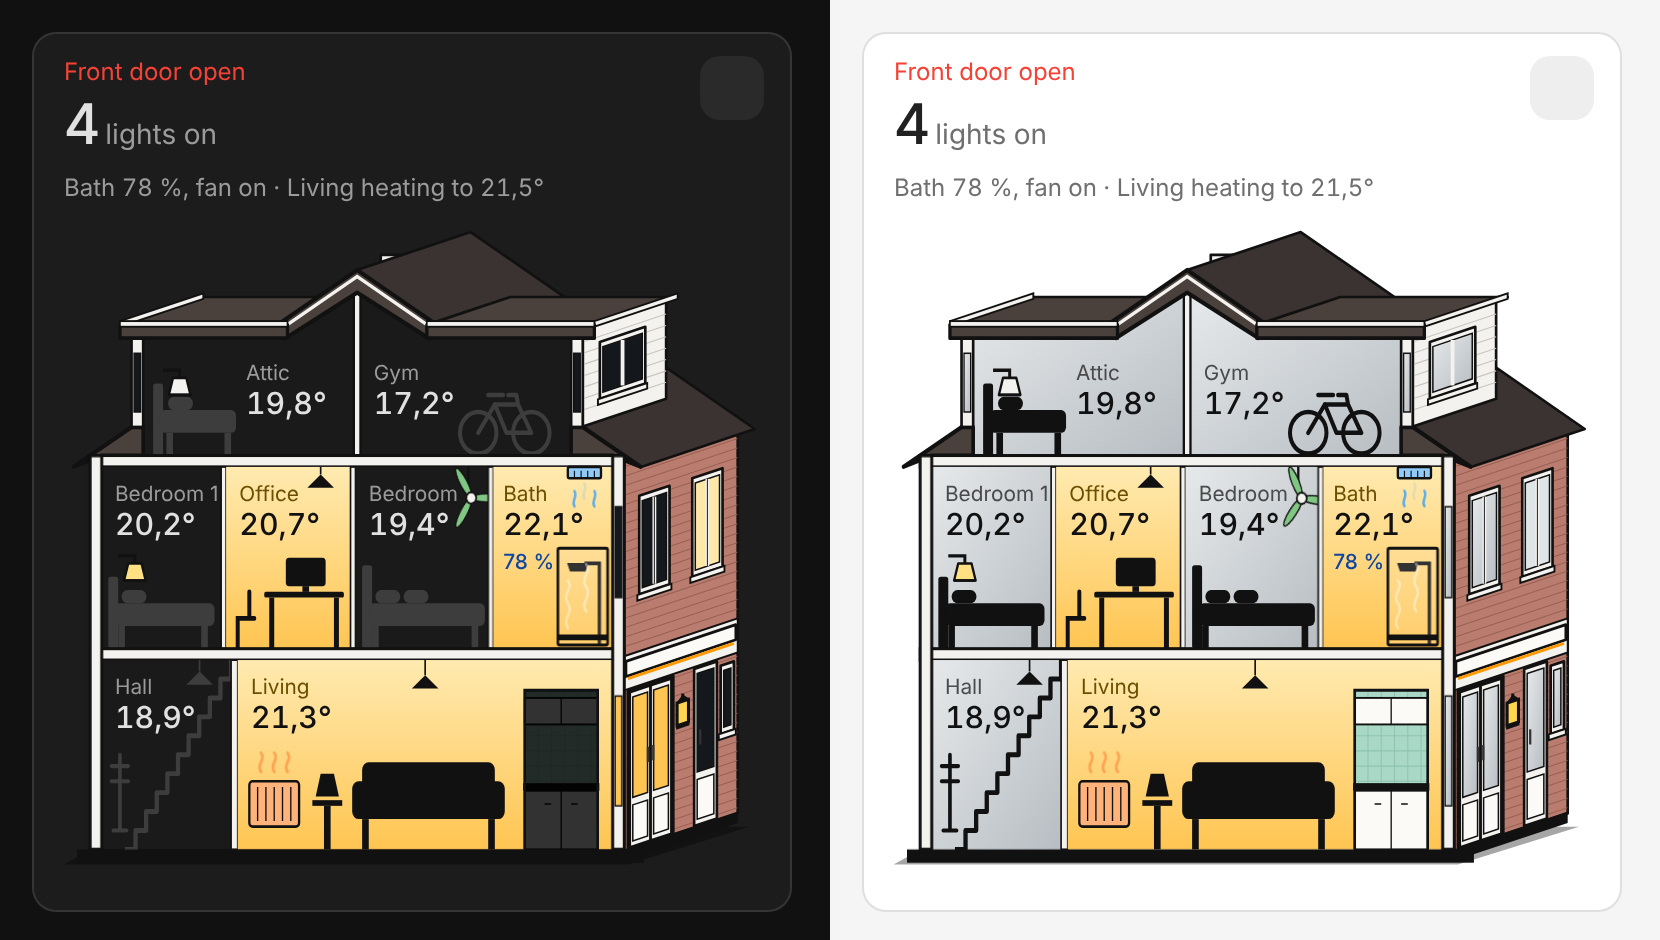 Front door open
4 lights on
Bath 78 %, fan on · Living heating to 21,5°
Attic
19,8°
Gym
17,2°
Bedroom 1
20,2°
Office
20,7°
Bedroom
19,4°
Bath
22,1°
78 %
Hall
18,9°
Living
21,3°
Front door open
4 lights on
Bath 78 %, fan on · Living heating to 21,5°
Attic
19,8°
Gym
17,2°
Bedroom 1
20,2°
Office
20,7°
Bedroom
19,4°
Bath
22,1°
78 %
Hall
18,9°
Living
21,3°